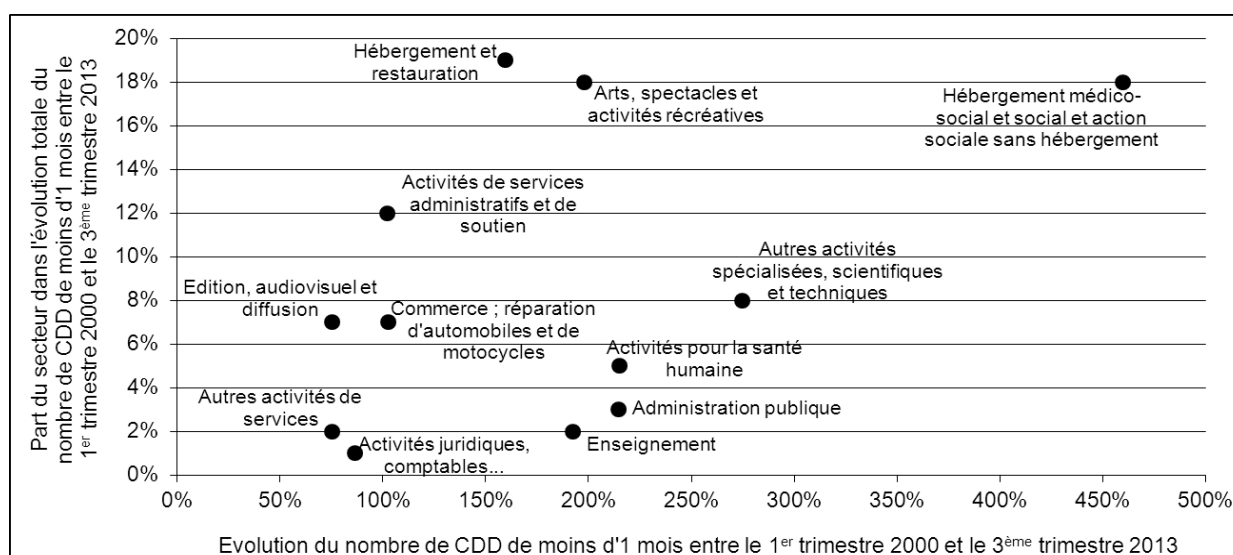 Part du secteur dans l'évolution totale du
nombre de CDD de moins d'1 mois entre le
1er trimestre 2000 et le 3ème trimestre 2013
20%
18%
16%
14%
12%
10%
8%
6%
4%
2%
0%
Hébergement et
restauration
Arts, spectacles et
activités récréatives
Hébergement médico-
social et social et action
sociale sans hébergement
Activités de services
administratifs et de
soutien
Autres activités
spécialisées, scientifiques
et techniques
Edition, audiovisuel et
diffusion
Commerce ; réparation
d'automobiles et de
motocycles
Activités pour la santé
humaine
Autres activités de
services
Administration publique
Activités juridiques,
comptables...
Enseignement
0% 50% 100% 150% 200% 250% 300% 350% 400% 450% 500%
Evolution du nombre de CDD de moins d'1 mois entre le 1er trimestre 2000 et le 3ème trimestre 2013